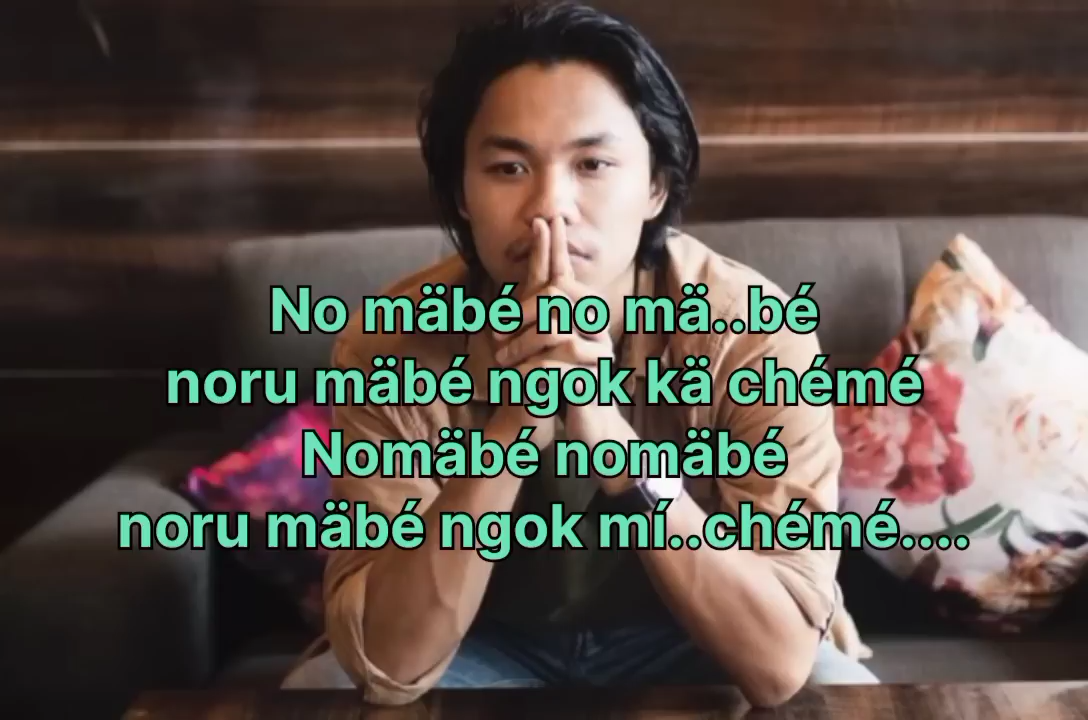 No mäbé no mä..bé
noru mäbé ngok kä chémé
Nomäbé nomäbé
noru mäbé ngok mí..chémé....